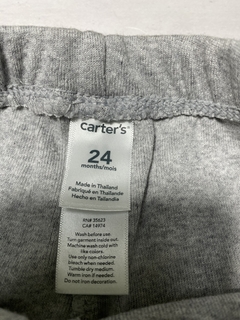 carter's
24
months/mois
Made in Thailand
Fabriqué en Thaïlande
Hecho en Tailandia
RN# 35623
CA# 14974
Wash before use.
Turn garment inside out.
Machine wash cold with
like colors.
Use only non-chlorine
bleach when needed.
Tumble dry medium.
Warm iron if needed.
Do not iron decoration.